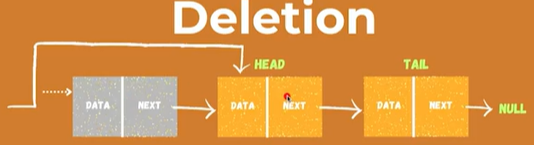 Deletion
HEAD
TAIL
DATA NEXT
DATA NEXT
DATA NEXT
NULL